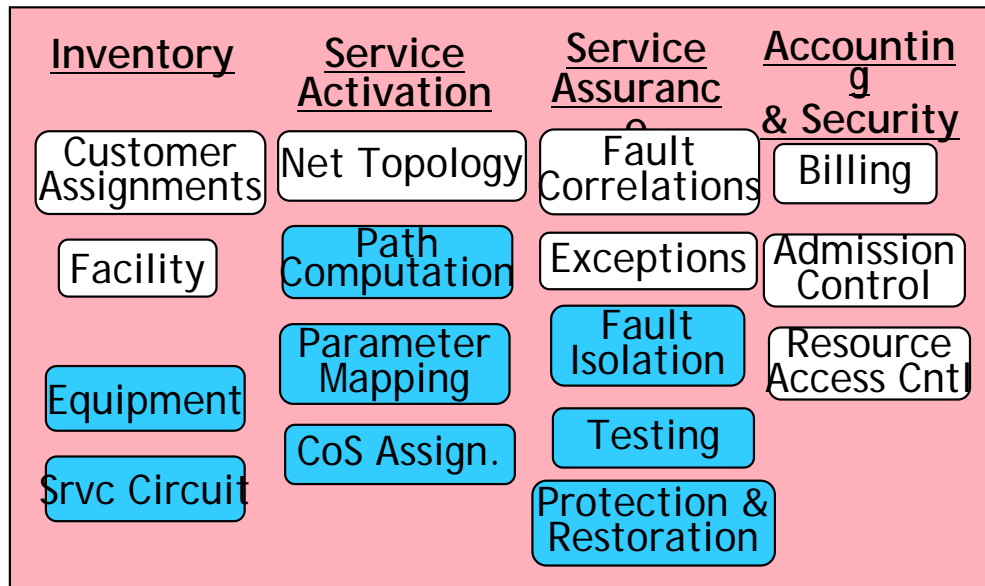 Inventory
Customer
Assignments
Facility
Equipment
Srvc Circuit
Service
Activation
Net Topology
Path
Computation
Parameter
Mapping
CoS Assign.
Service
Assuranc
e
Fault
Correlations
Exceptions
Fault
Isolation
Testing
Protection &
Restoration
Accountin
g
& Security
Billing
Admission
Control
Resource
Access Cntl